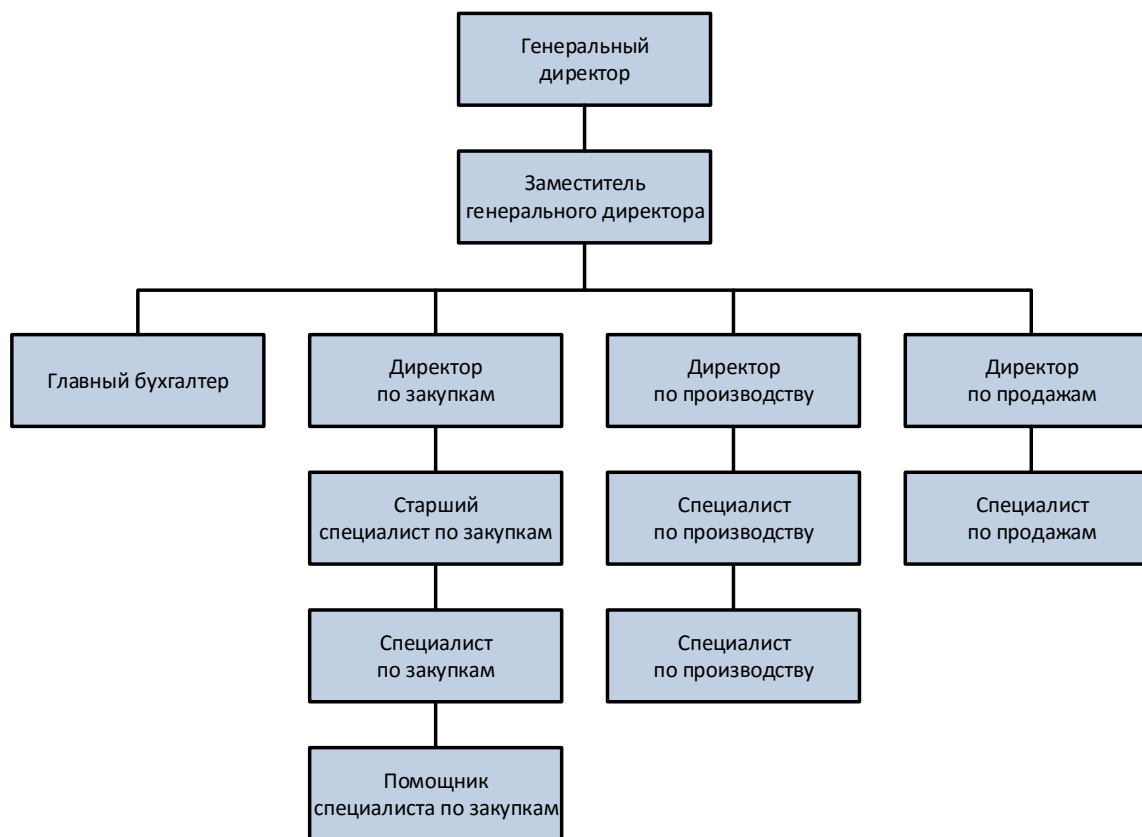 Генеральный
директор
Заместитель
генерального директора
Главный бухгалтер
Директор
по закупкам
Директор
по производству
Директор
по продажам
Старший
специалист по закупкам
Специалист
по производству
Специалист
по продажам
Специалист
по закупкам
Специалист
по производству
Помощник
специалиста по закупкам